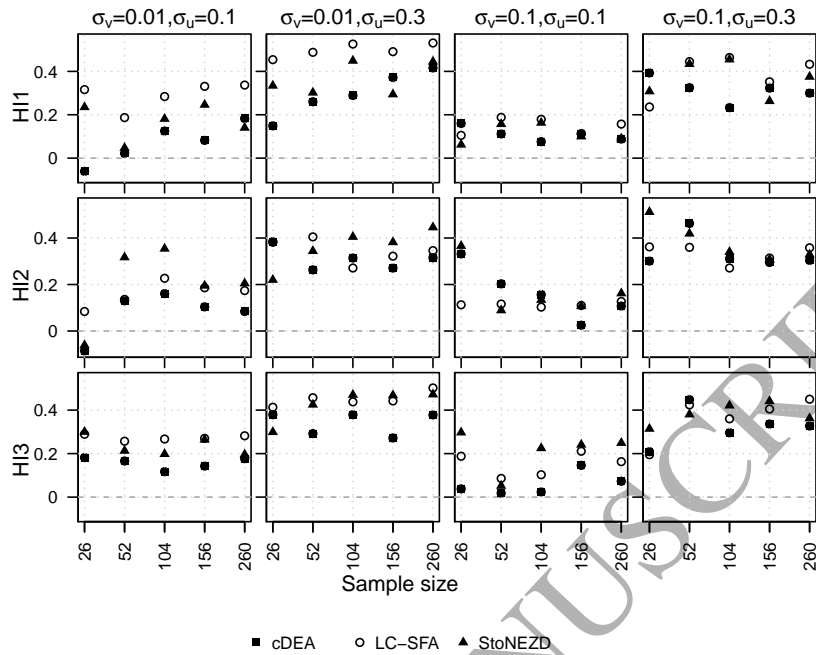 σv=0.01,σu=0.1 σv=0.01,σu=0.3 σv=0.1,σu=0.1 σv=0.1,σu=0.3
HI1
0.4
0.2
0
HI2
0.4
0.2
0
HI3
0.4
0.2
0
26 52 104 156 260 26 52 104 156 260 26 52 104 156 260 26 52 104 156 260
Sample size
cDEA LC−SFA StoNEZD
NUSCRI